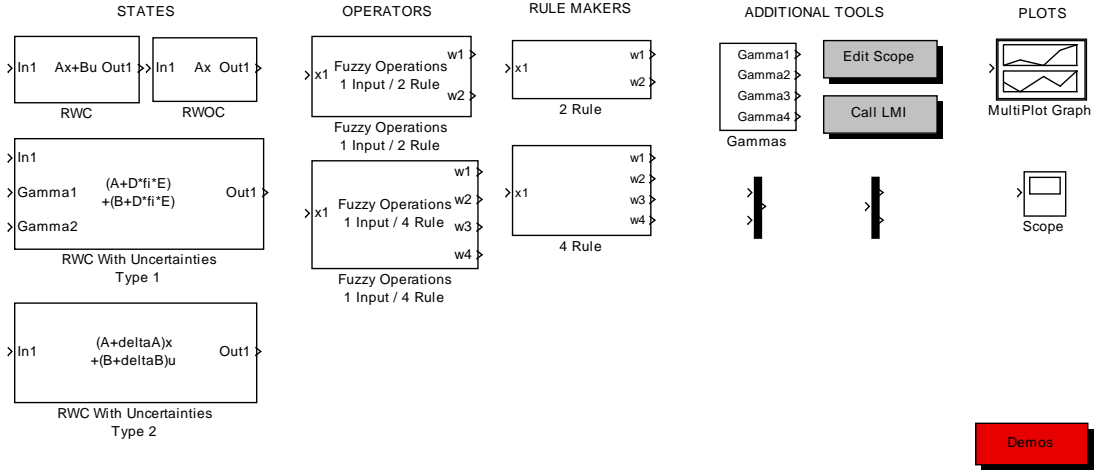 STATES
In1 Ax+Bu Out1
RWC
In1 Ax Out1
RWOC
In1
Gamma1
Gamma2
(A+D*fi*E)
+(B+D*fi*E)
Out1
RWC With Uncertainties
Type 1
In1
(A+deltaA)x
+(B+deltaB)u
Out1
RWC With Uncertainties
Type 2
OPERATORS
x1
Fuzzy Operations
1 Input / 2 Rule
w1
w2
Fuzzy Operations
1 Input / 2 Rule
x1
Fuzzy Operations
1 Input / 4 Rule
w1
w2
w3
w4
Fuzzy Operations
1 Input / 4 Rule
RULE MAKERS
x1
w1
w2
2 Rule
x1
w1
w2
w3
w4
4 Rule
ADDITIONAL TOOLS
Gamma1
Gamma2
Gamma3
Gamma4
Gammas
Edit Scope
Call LMI
PLOTS
MultiPlot Graph
Scope
Demos